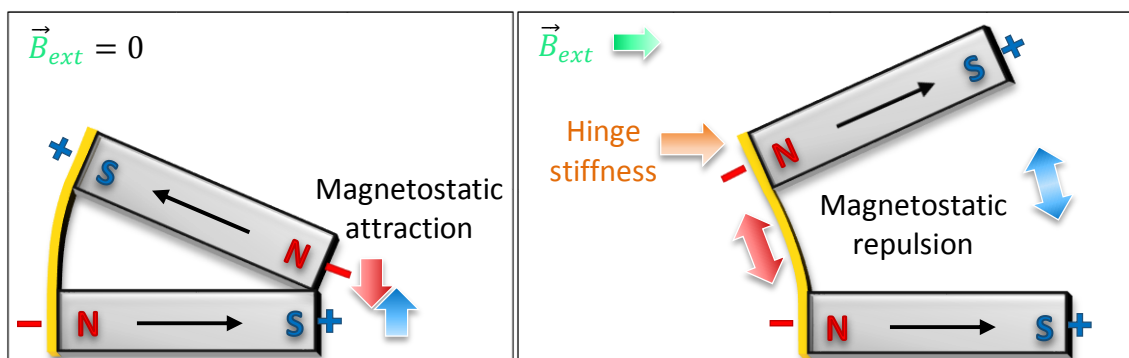 B⃗ext = 0
+
S
Magnetostatic
attraction
N
−
− N S +
B⃗ext
S +
Hinge
stiffness
N
−
Magnetostatic
repulsion
− N S +